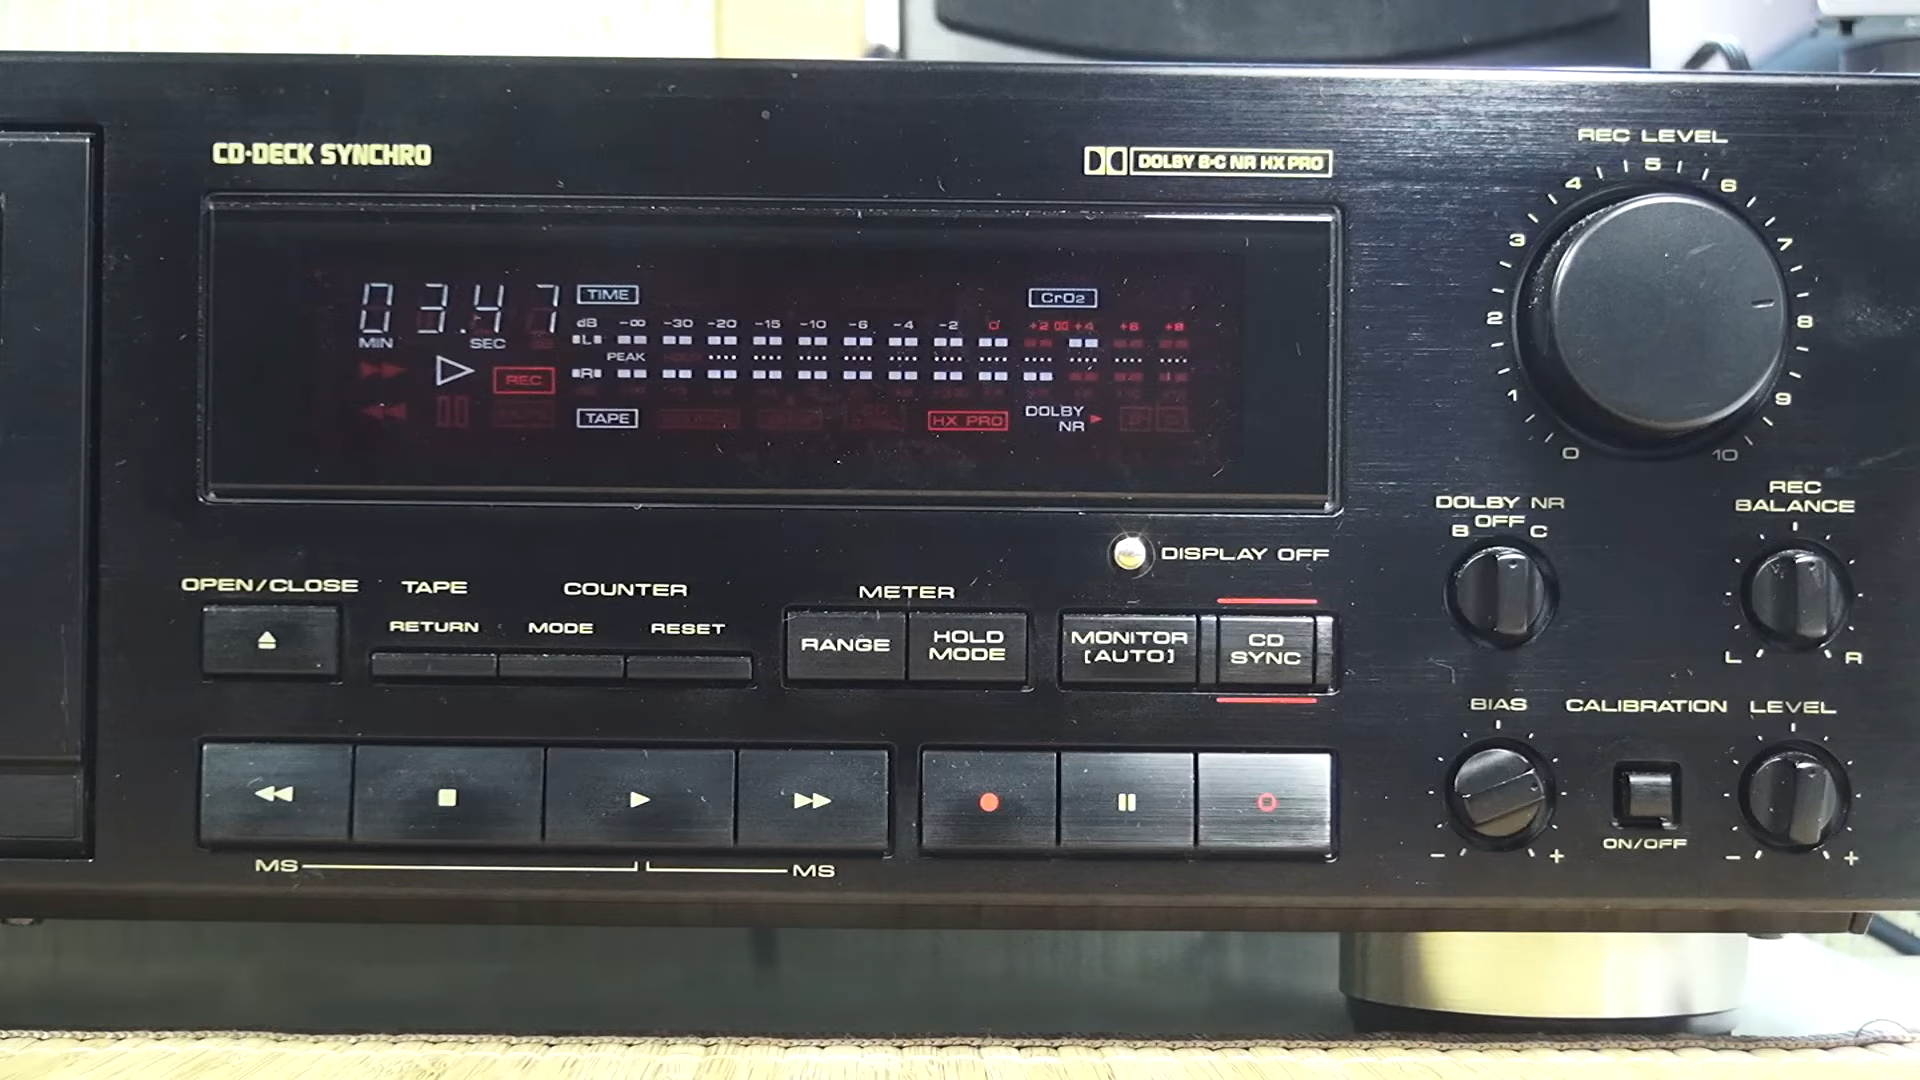 CD·DECK SYNCHRO
DOLBY B·C NR HX PRO
REC LEVEL
0 1 2 3 4 5 6 7 8 9 10
03.47
MIN SEC
TIME
CrO2
dB -∞ -30 -20 -15 -10 -6 -4 -2 0 +2 +4 +6 +8
L
PEAK
R
REC
TAPE
HX PRO
DOLBY
NR
DISPLAY OFF
DOLBY NR
B OFF C
REC
BALANCE
L R
OPEN/CLOSE
TAPE
COUNTER
METER
RETURN
MODE
RESET
RANGE
HOLD
MODE
MONITOR
[AUTO]
CD
SYNC
BIAS
CALIBRATION
LEVEL
- +
ON/OFF
- +
MS
MS